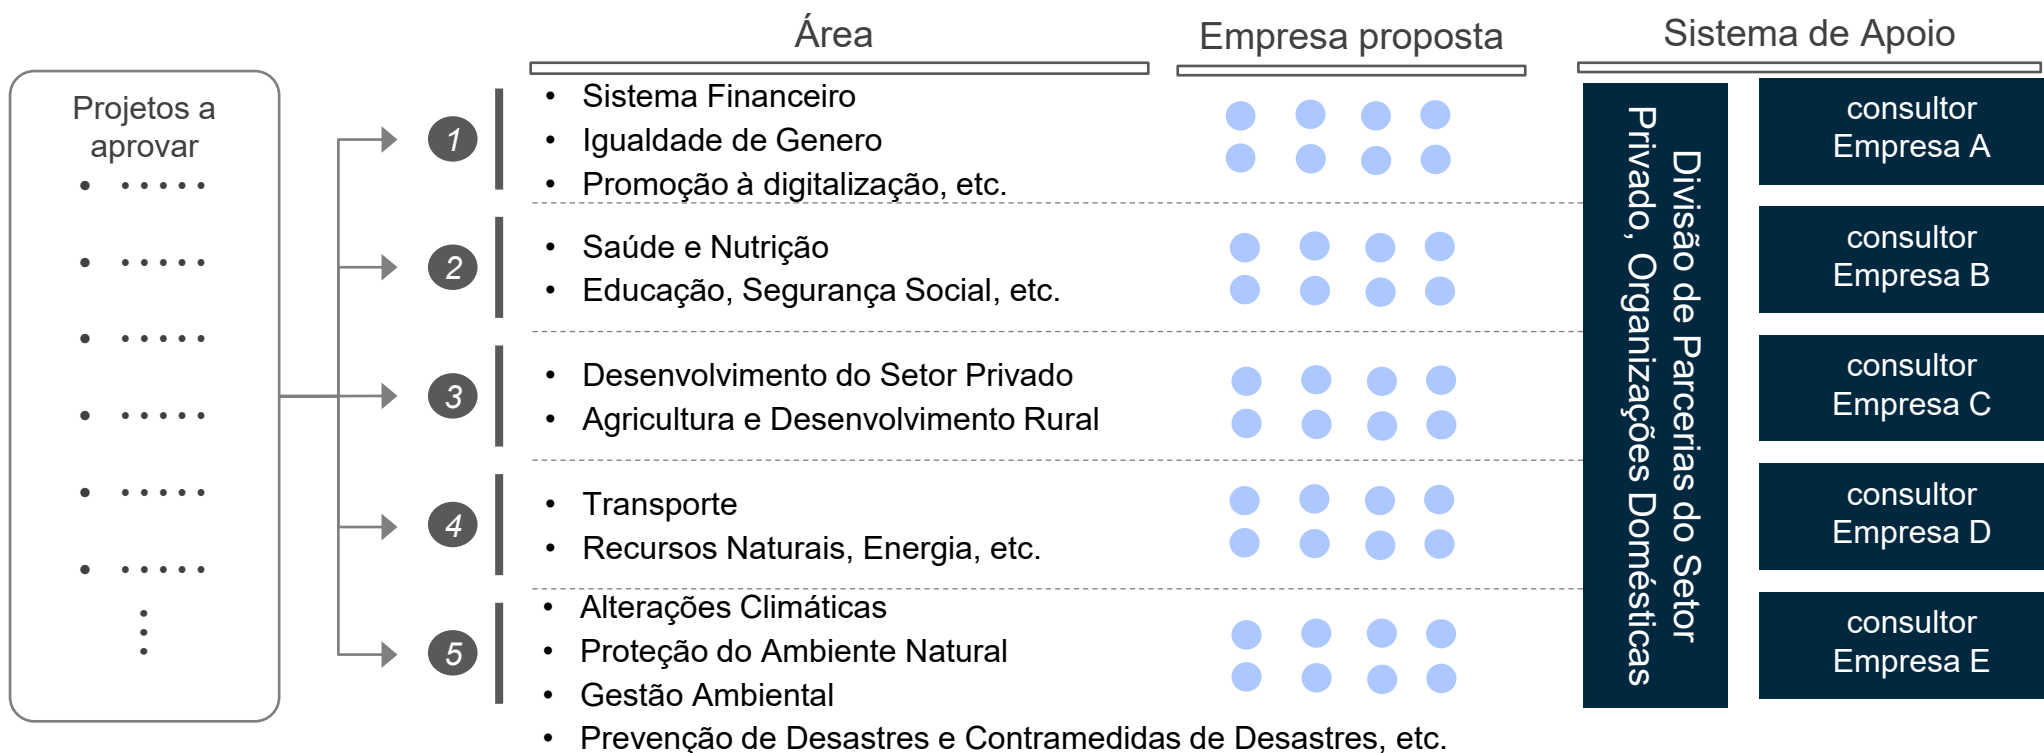 Área
Empresa proposta
Sistema de Apoio
Projetos a
aprovar
• • • • • •
• • • • • •
• • • • • •
• • • • • •
• • • • • •
• • • • • •
1
• Sistema Financeiro
• Igualdade de Genero
• Promoção à digitalização, etc.
2
• Saúde e Nutrição
• Educação, Segurança Social, etc.
3
• Desenvolvimento do Setor Privado
• Agricultura e Desenvolvimento Rural
4
• Transporte
• Recursos Naturais, Energia, etc.
5
• Alterações Climáticas
• Proteção do Ambiente Natural
• Gestão Ambiental
• Prevenção de Desastres e Contramedidas de Desastres, etc.
Divisão de Parcerias do Setor
Privado, Organizações Domésticas
consultor
Empresa A
consultor
Empresa B
consultor
Empresa C
consultor
Empresa D
consultor
Empresa E